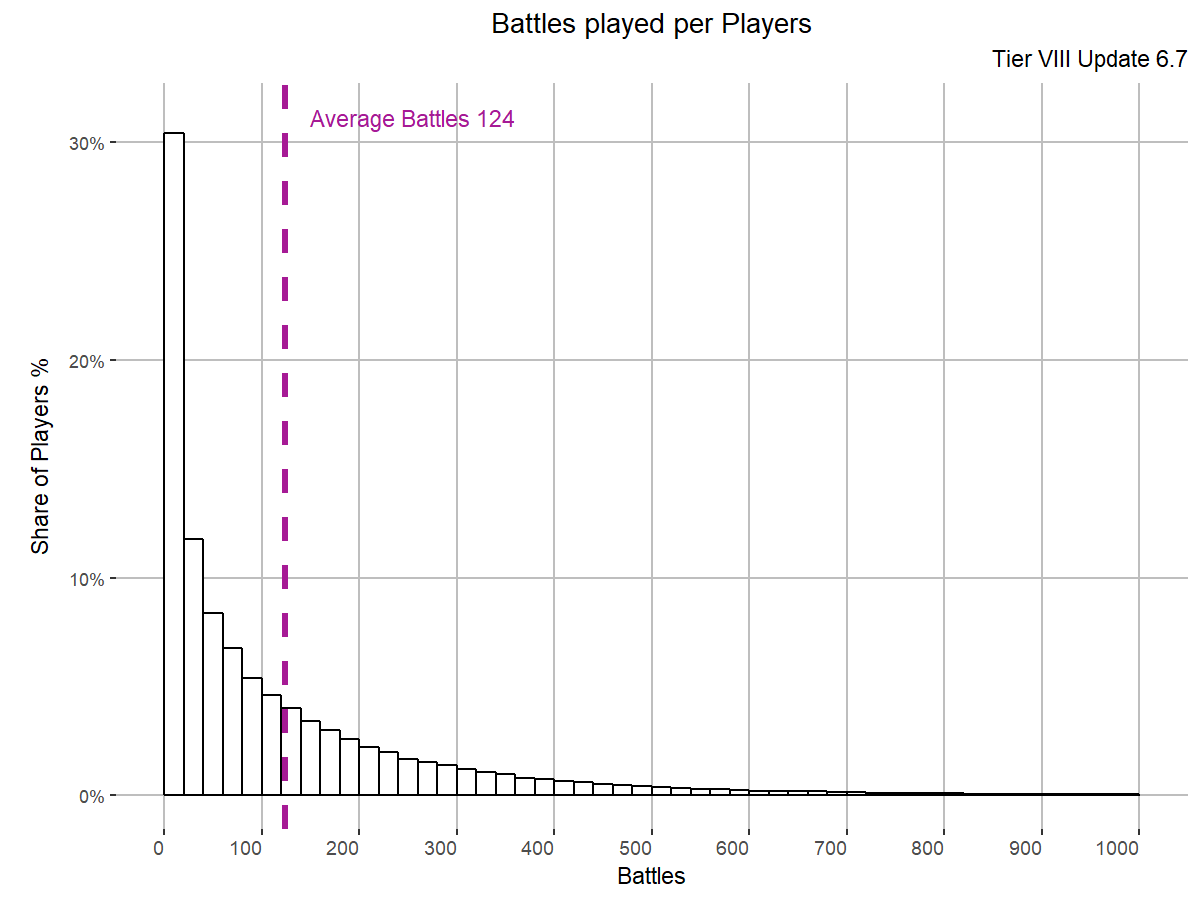 Battles played per Players
Tier VIII Update 6.7
Average Battles 124
30%
20%
10%
0%
Share of Players %
0 100 200 300 400 500 600 700 800 900 1000
Battles